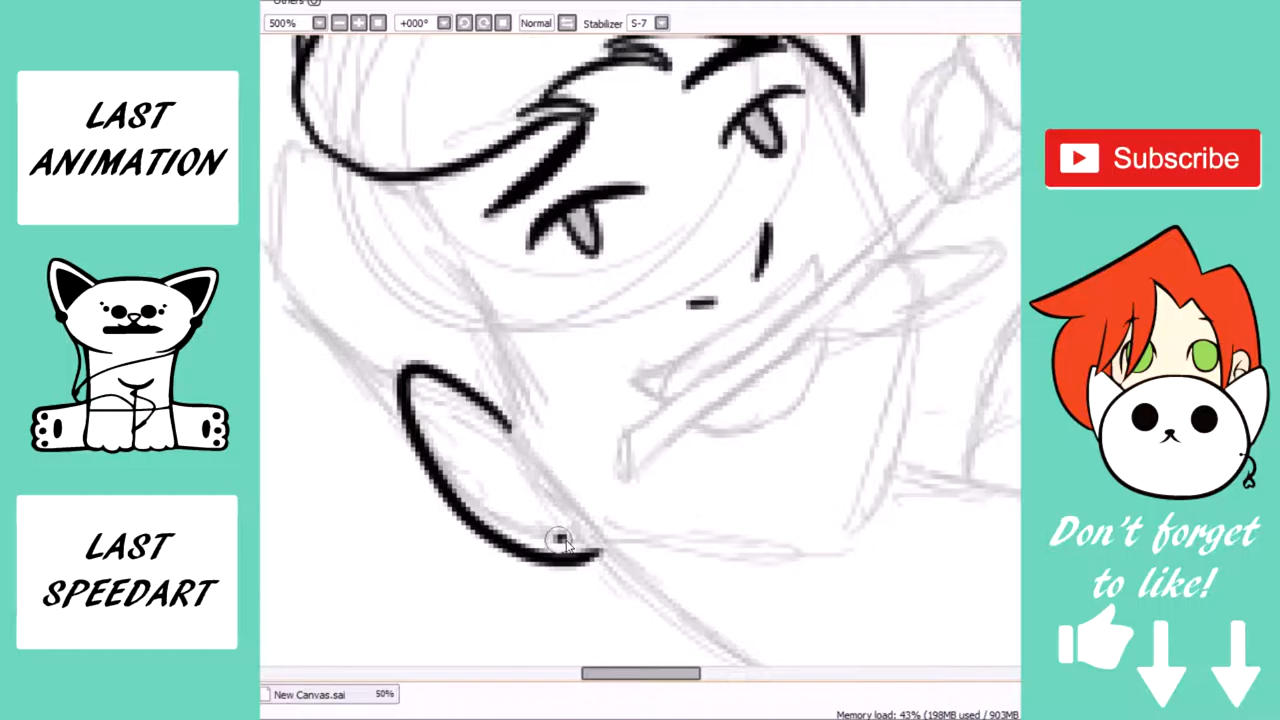 Others ()
500%
+000°
Normal
Stabilizer
S-7
LAST
ANIMATION
Subscribe
LAST
SPEEDART
Don't forget
to like!
New Canvas.sai
50%
Memory load: 43% (198MB used / 903MB